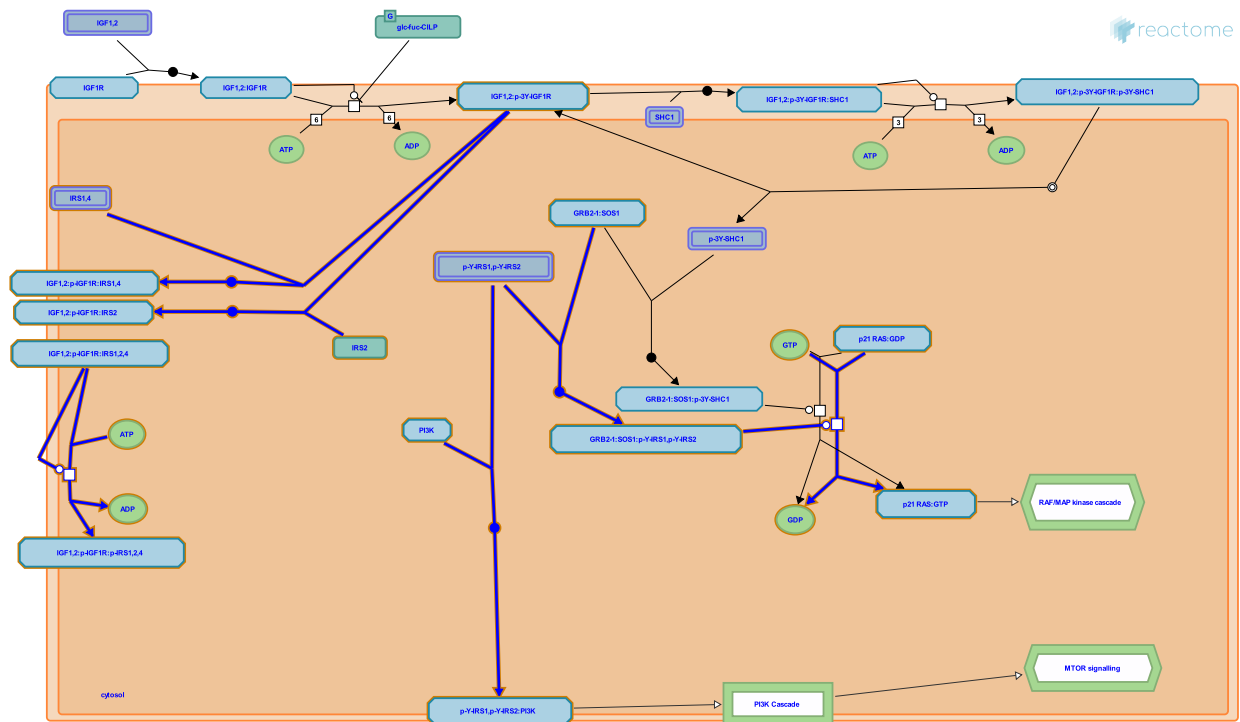 IGF1,2
G
glc-fuc-CILP
reactome
IGF1R
IGF1,2:IGF1R
IGF1,2:p-3Y-IGF1R
IGF1,2:p-3Y-IGF1R:SHC1
IGF1,2:p-3Y-IGF1R:p-3Y-SHC1
6
6
SHC1
3
3
ATP
ADP
ATP
ADP
IRS1,4
GRB2-1:SOS1
p-3Y-SHC1
p-Y-IRS1,p-Y-IRS2
IGF1,2:p-IGF1R:IRS1,4
IGF1,2:p-IGF1R:IRS2
IGF1,2:p-IGF1R:IRS1,2,4
IRS2
GTP
p21 RAS:GDP
GRB2-1:SOS1:p-3Y-SHC1
GRB2-1:SOS1:p-Y-IRS1,p-Y-IRS2
ATP
PI3K
ADP
GDP
p21 RAS:GTP
RAF/MAP kinase cascade
IGF1,2:p-IGF1R:p-IRS1,2,4
MTOR signalling
cytosol
p-Y-IRS1,p-Y-IRS2:PI3K
PI3K Cascade